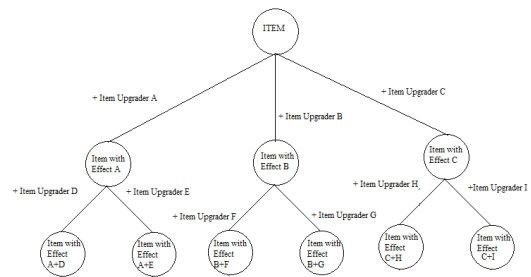 ITEM
+ Item Upgrader A
+ Item Upgrader B
+ Item Upgrader C
Item with
Effect A
Item with
Effect B
Item with
Effect C
+ Item Upgrader D
+ Item Upgrader E
+ Item Upgrader F
+ Item Upgrader G
+ Item Upgrader H
+Item Upgrader I
Item with
Effect
A+D
Item with
Effect
A+E
Item with
Effect
B+F
Item with
Effect
B+G
Item with
Effect
C+H
Item with
Effect
C+I